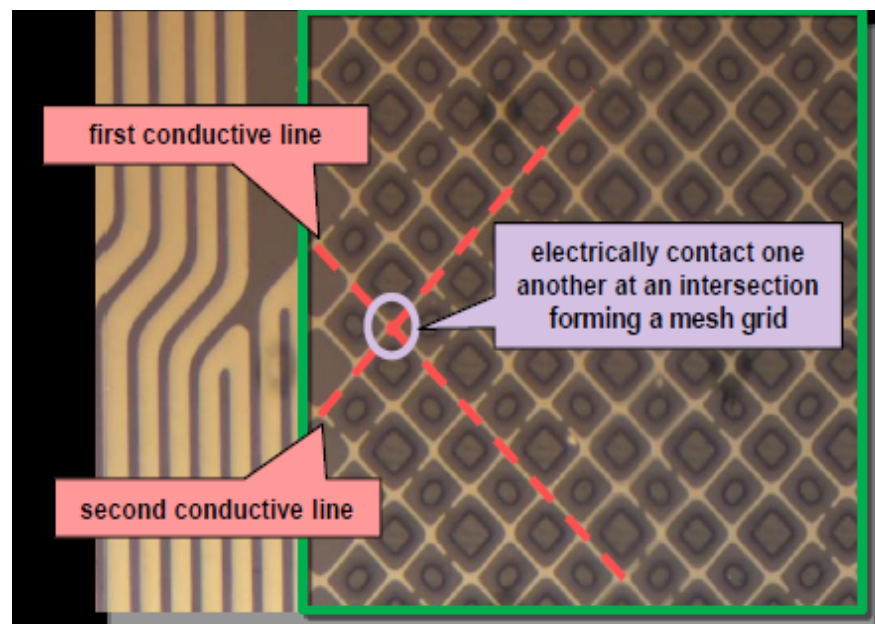 first conductive line
electrically contact one
another at an intersection
forming a mesh grid
second conductive line